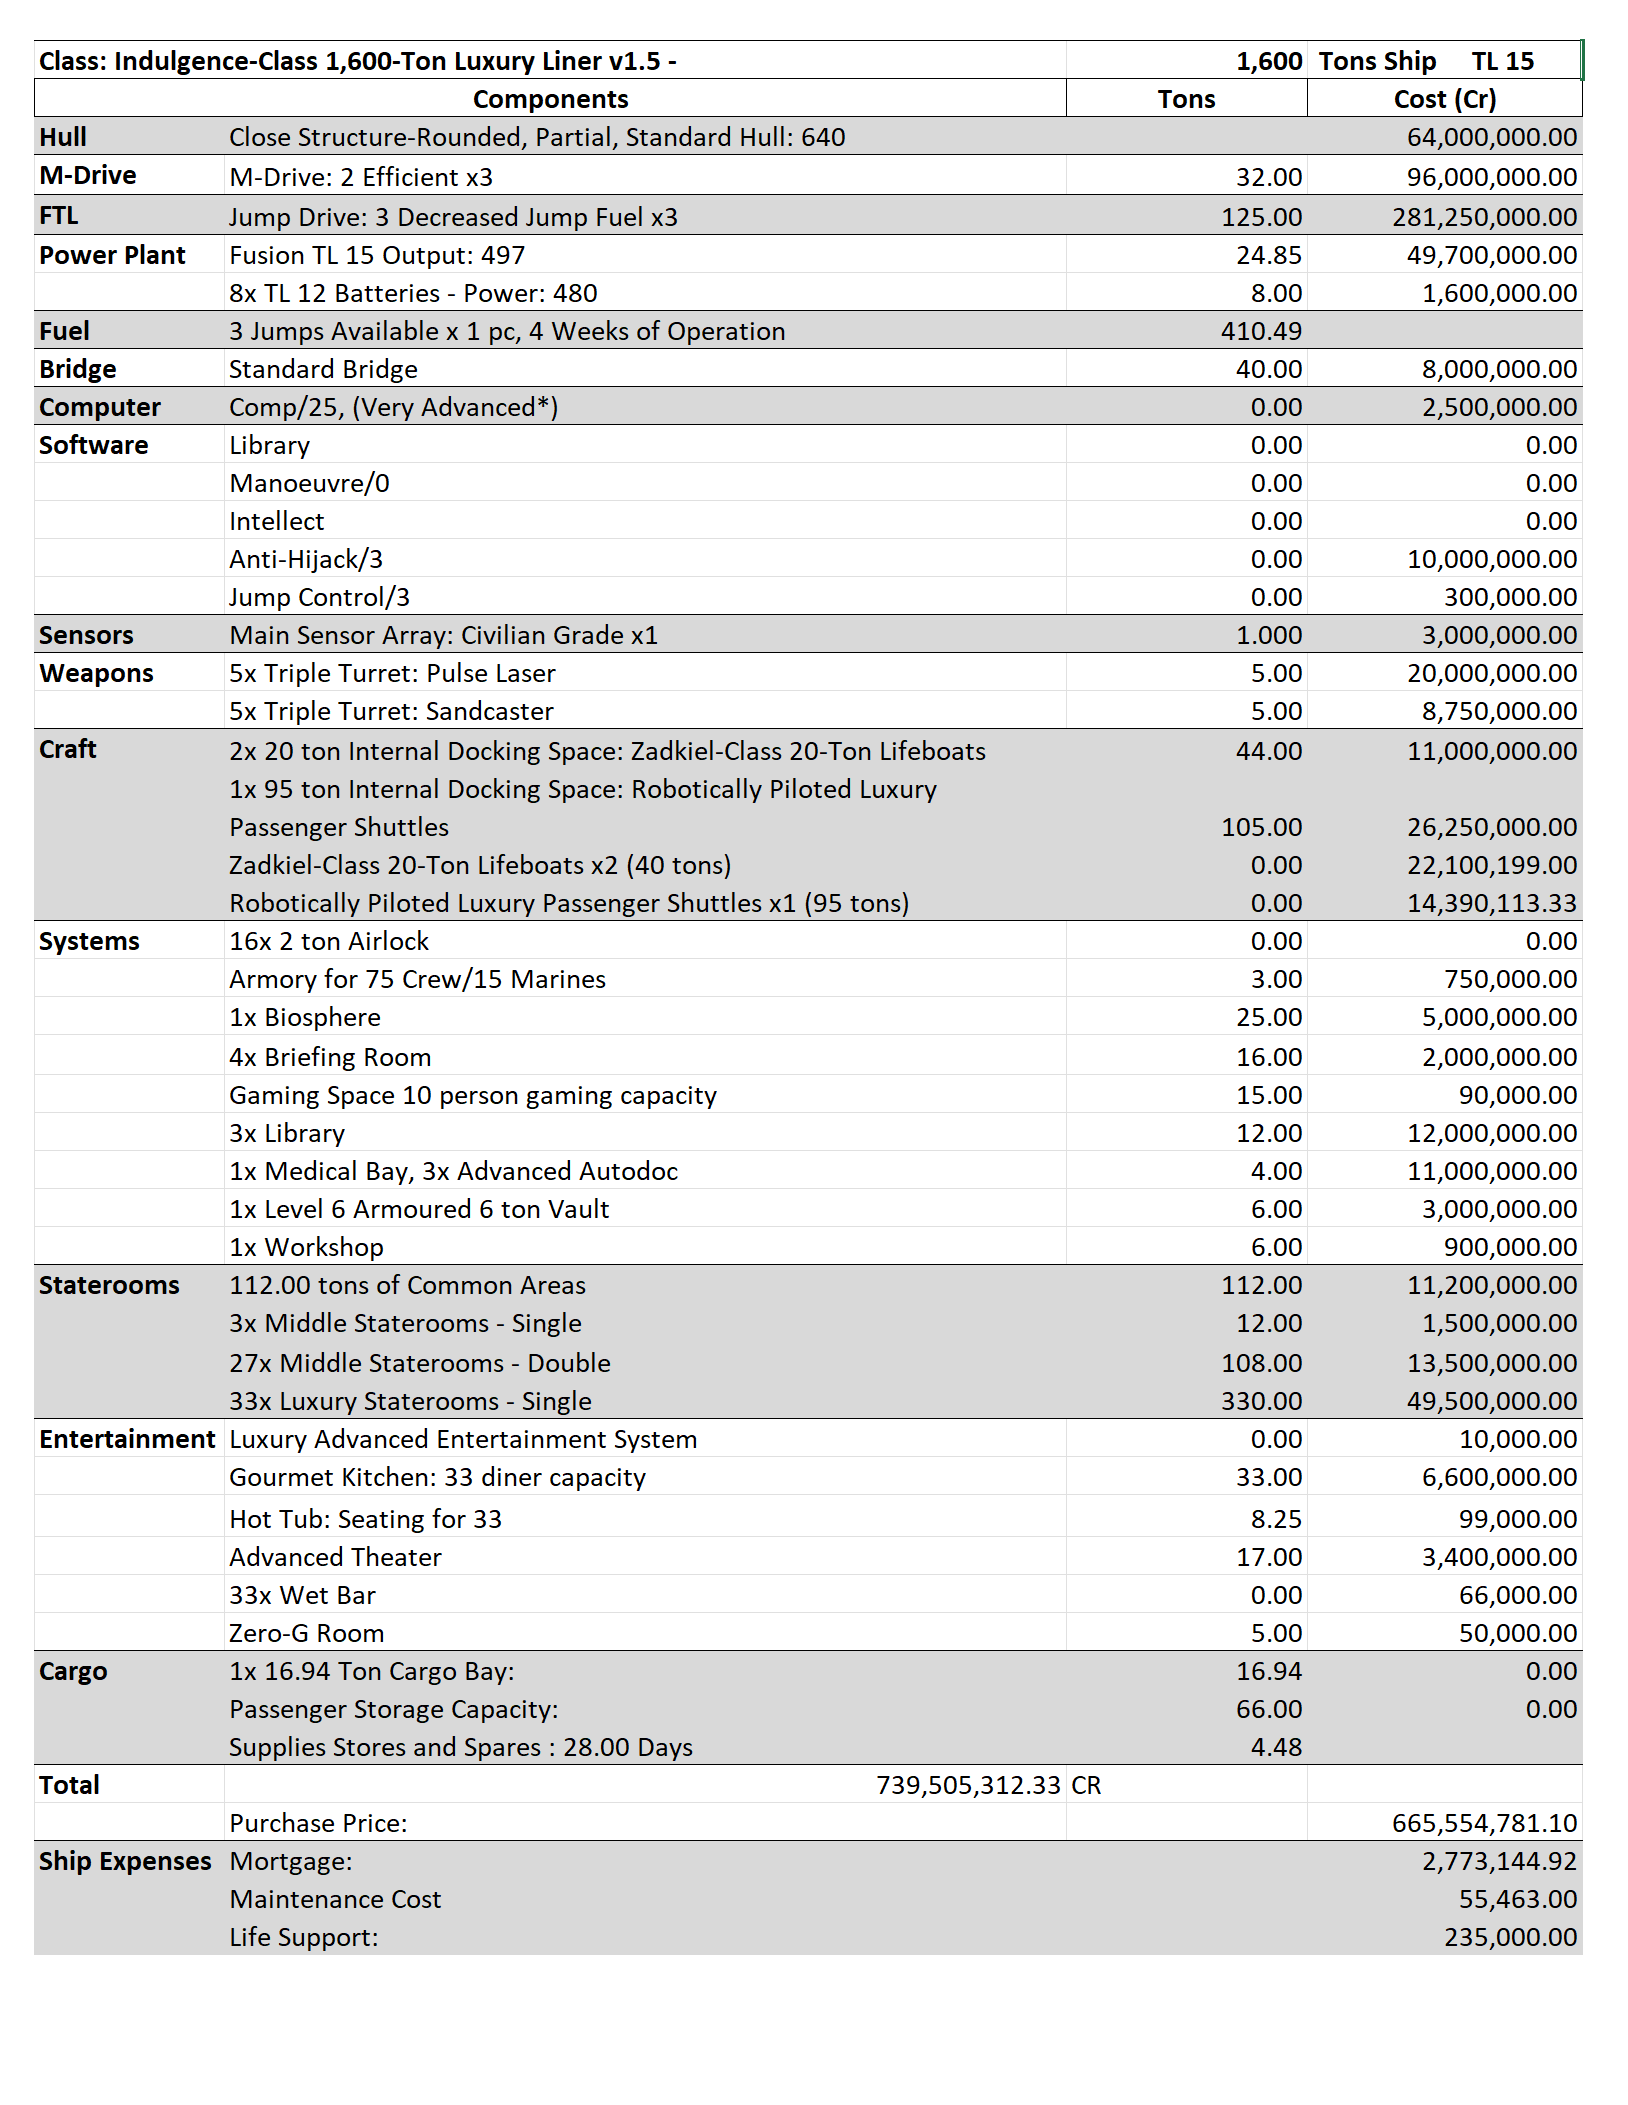 Class: Indulgence-Class 1,600-Ton Luxury Liner v1.5 - 1,600 Tons Ship TL 15
Components Tons Cost (Cr)
Hull Close Structure-Rounded, Partial, Standard Hull: 640 64,000,000.00
M-Drive M-Drive: 2 Efficient x3 32.00 96,000,000.00
FTL Jump Drive: 3 Decreased Jump Fuel x3 125.00 281,250,000.00
Power Plant Fusion TL 15 Output: 497 24.85 49,700,000.00
8x TL 12 Batteries - Power: 480 8.00 1,600,000.00
Fuel 3 Jumps Available x 1 pc, 4 Weeks of Operation 410.49
Bridge Standard Bridge 40.00 8,000,000.00
Computer Comp/25, (Very Advanced*) 0.00 2,500,000.00
Software Library 0.00 0.00
Manoeuvre/0 0.00 0.00
Intellect 0.00 0.00
Anti-Hijack/3 0.00 10,000,000.00
Jump Control/3 0.00 300,000.00
Sensors Main Sensor Array: Civilian Grade x1 1.000 3,000,000.00
Weapons 5x Triple Turret: Pulse Laser 5.00 20,000,000.00
5x Triple Turret: Sandcaster 5.00 8,750,000.00
Craft 2x 20 ton Internal Docking Space: Zadkiel-Class 20-Ton Lifeboats 44.00 11,000,000.00
1x 95 ton Internal Docking Space: Robotically Piloted Luxury
Passenger Shuttles 105.00 26,250,000.00
Zadkiel-Class 20-Ton Lifeboats x2 (40 tons) 0.00 22,100,199.00
Robotically Piloted Luxury Passenger Shuttles x1 (95 tons) 0.00 14,390,113.33
Systems 16x 2 ton Airlock 0.00 0.00
Armory for 75 Crew/15 Marines 3.00 750,000.00
1x Biosphere 25.00 5,000,000.00
4x Briefing Room 16.00 2,000,000.00
Gaming Space 10 person gaming capacity 15.00 90,000.00
3x Library 12.00 12,000,000.00
1x Medical Bay, 3x Advanced Autodoc 4.00 11,000,000.00
1x Level 6 Armoured 6 ton Vault 6.00 3,000,000.00
1x Workshop 6.00 900,000.00
Staterooms 112.00 tons of Common Areas 112.00 11,200,000.00
3x Middle Staterooms - Single 12.00 1,500,000.00
27x Middle Staterooms - Double 108.00 13,500,000.00
33x Luxury Staterooms - Single 330.00 49,500,000.00
Entertainment Luxury Advanced Entertainment System 0.00 10,000.00
Gourmet Kitchen: 33 diner capacity 33.00 6,600,000.00
Hot Tub: Seating for 33 8.25 99,000.00
Advanced Theater 17.00 3,400,000.00
33x Wet Bar 0.00 66,000.00
Zero-G Room 5.00 50,000.00
Cargo 1x 16.94 Ton Cargo Bay: 16.94 0.00
Passenger Storage Capacity: 66.00 0.00
Supplies Stores and Spares : 28.00 Days 4.48
Total 739,505,312.33 CR
Purchase Price: 665,554,781.10
Ship Expenses Mortgage: 2,773,144.92
Maintenance Cost 55,463.00
Life Support: 235,000.00